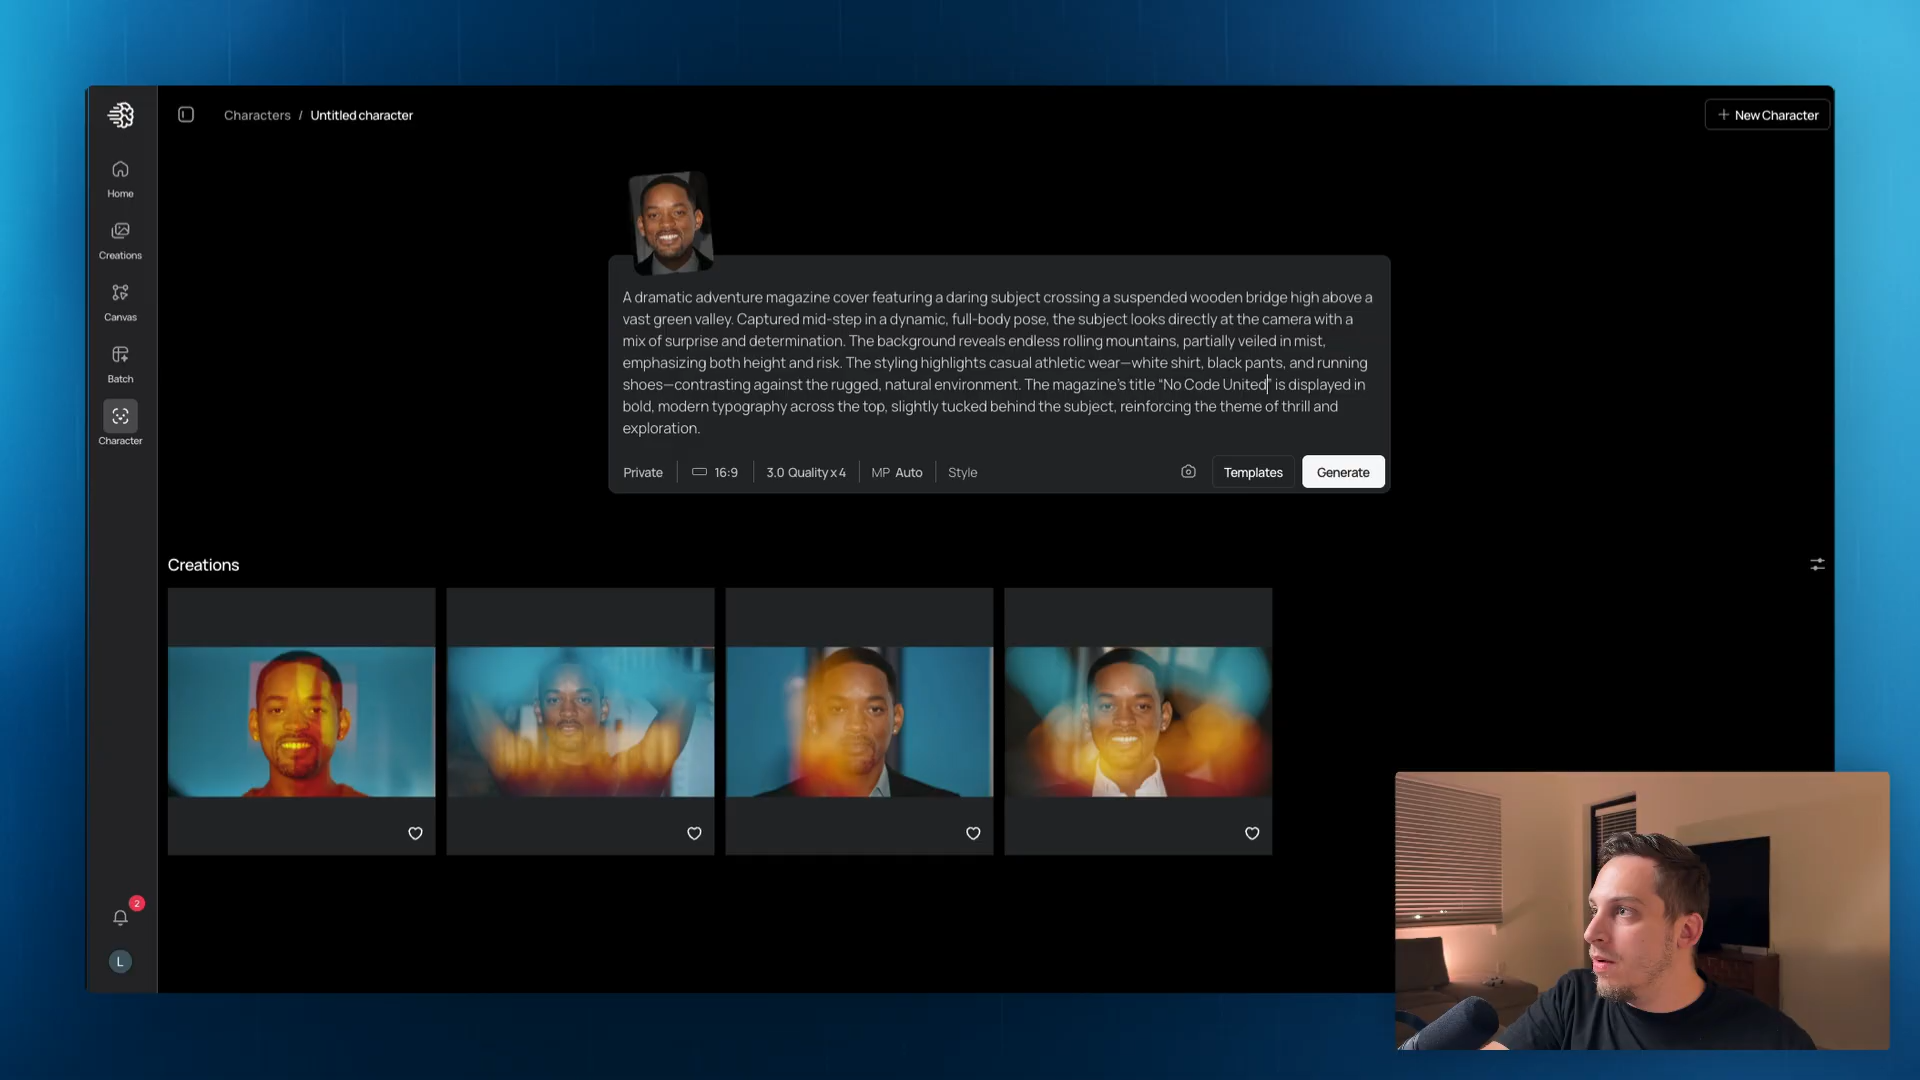 Characters / Untitled character
New Character
Home
Creations
Canvas
Batch
Character
A dramatic adventure magazine cover featuring a daring subject crossing a suspended wooden bridge high above a
vast green valley. Captured mid-step in a dynamic, full-body pose, the subject looks directly at the camera with a
mix of surprise and determination. The background reveals endless rolling mountains, partially veiled in mist,
emphasizing both height and risk. The styling highlights casual athletic wear—white shirt, black pants, and running
shoes—contrasting against the rugged, natural environment. The magazine's title “No Code United” is displayed in
bold, modern typography across the top, slightly tucked behind the subject, reinforcing the theme of thrill and
exploration.
Private 16:9 3.0 Quality x 4 MP Auto Style Templates Generate
Creations
2
L